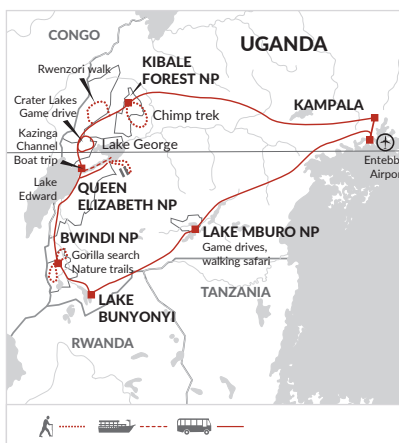 CONGO
UGANDA
KIBALE
FOREST NP
Rwenzori walk
Crater Lakes
Game drive
KAMPALA
Chimp trek
Kazinga
Channel
Boat trip
Lake George
Entebb
Airpor
Lake
Edward
QUEEN
ELIZABETH NP
BWINDI NP
Gorilla search
Nature trails
LAKE MBURO NP
Game drives,
walking safari
TANZANIA
LAKE
BUNYONYI
RWANDA